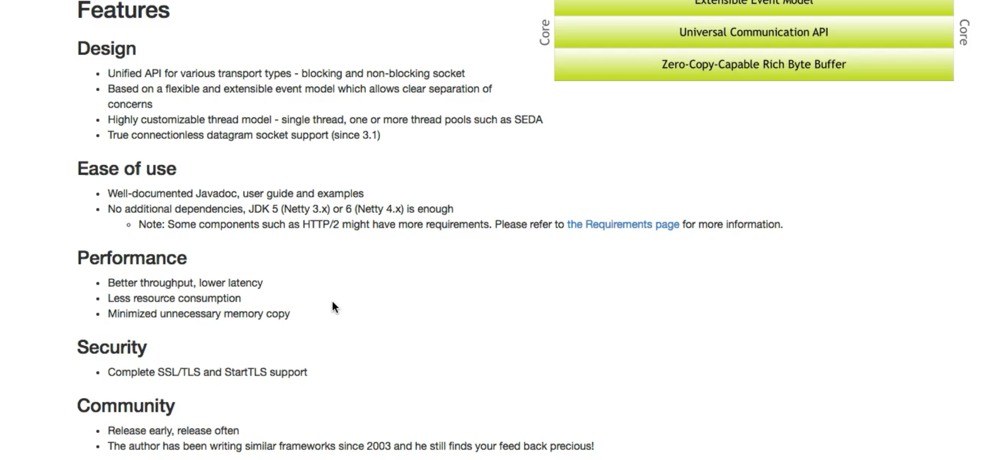 Features
Extensible Event Model
Core
Universal Communication API
Core
Zero-Copy-Capable Rich Byte Buffer
Design
• Unified API for various transport types - blocking and non-blocking socket
• Based on a flexible and extensible event model which allows clear separation of
concerns
• Highly customizable thread model - single thread, one or more thread pools such as SEDA
• True connectionless datagram socket support (since 3.1)
Ease of use
• Well-documented Javadoc, user guide and examples
• No additional dependencies, JDK 5 (Netty 3.x) or 6 (Netty 4.x) is enough
◦ Note: Some components such as HTTP/2 might have more requirements. Please refer to the Requirements page for more information.
Performance
• Better throughput, lower latency
• Less resource consumption
• Minimized unnecessary memory copy
Security
• Complete SSL/TLS and StartTLS support
Community
• Release early, release often
• The author has been writing similar frameworks since 2003 and he still finds your feed back precious!